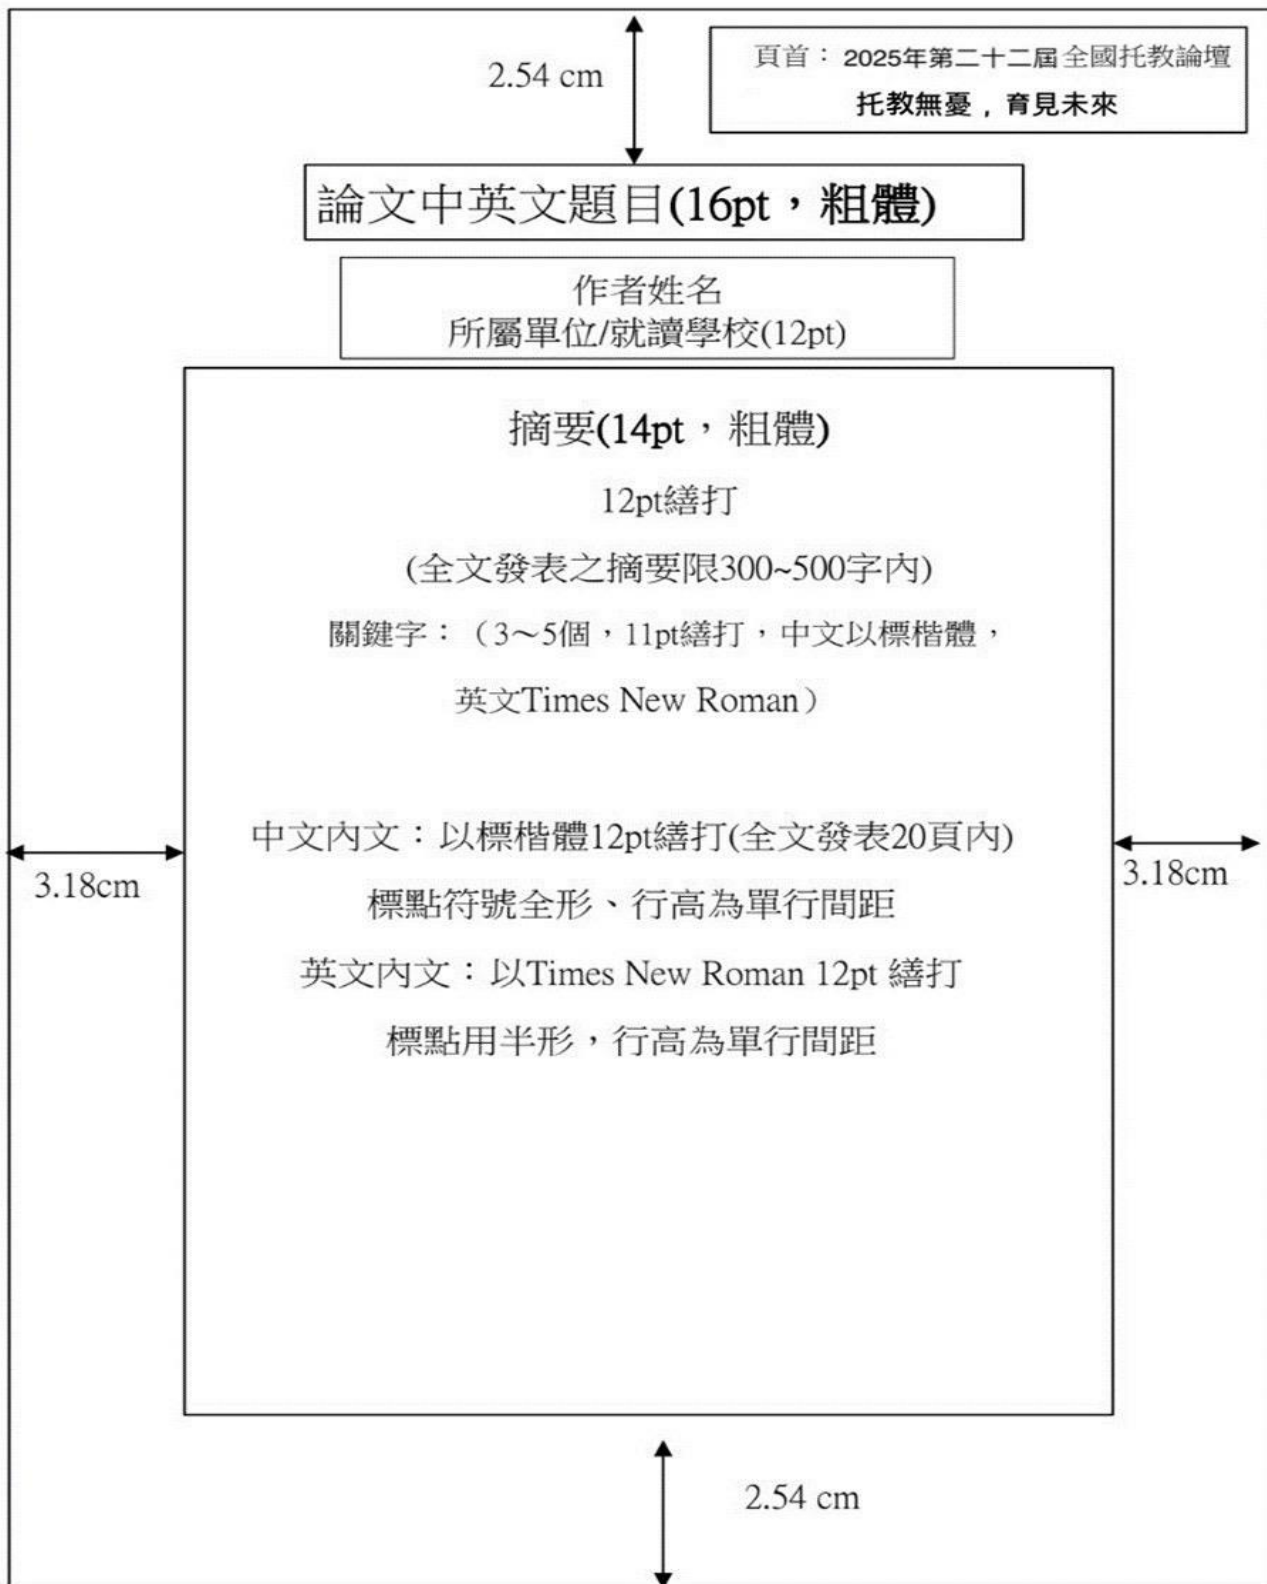 2.54 cm
頁首： 2025年第二十二屆 全國托教論壇
托教無憂，育見未來
論文中英文題目(16pt，粗體)
作者姓名
所屬單位/就讀學校(12pt)
摘要(14pt，粗體)
12pt繕打
(全文發表之摘要限300~500字內)
關鍵字：（3～5個，11pt繕打，中文以標楷體，
英文Times New Roman）
中文內文：以標楷體12pt繕打(全文發表20頁內)
3.18cm
3.18cm
標點符號全形、行高為單行間距
英文內文：以Times New Roman 12pt 繕打
標點用半形，行高為單行間距
2.54 cm